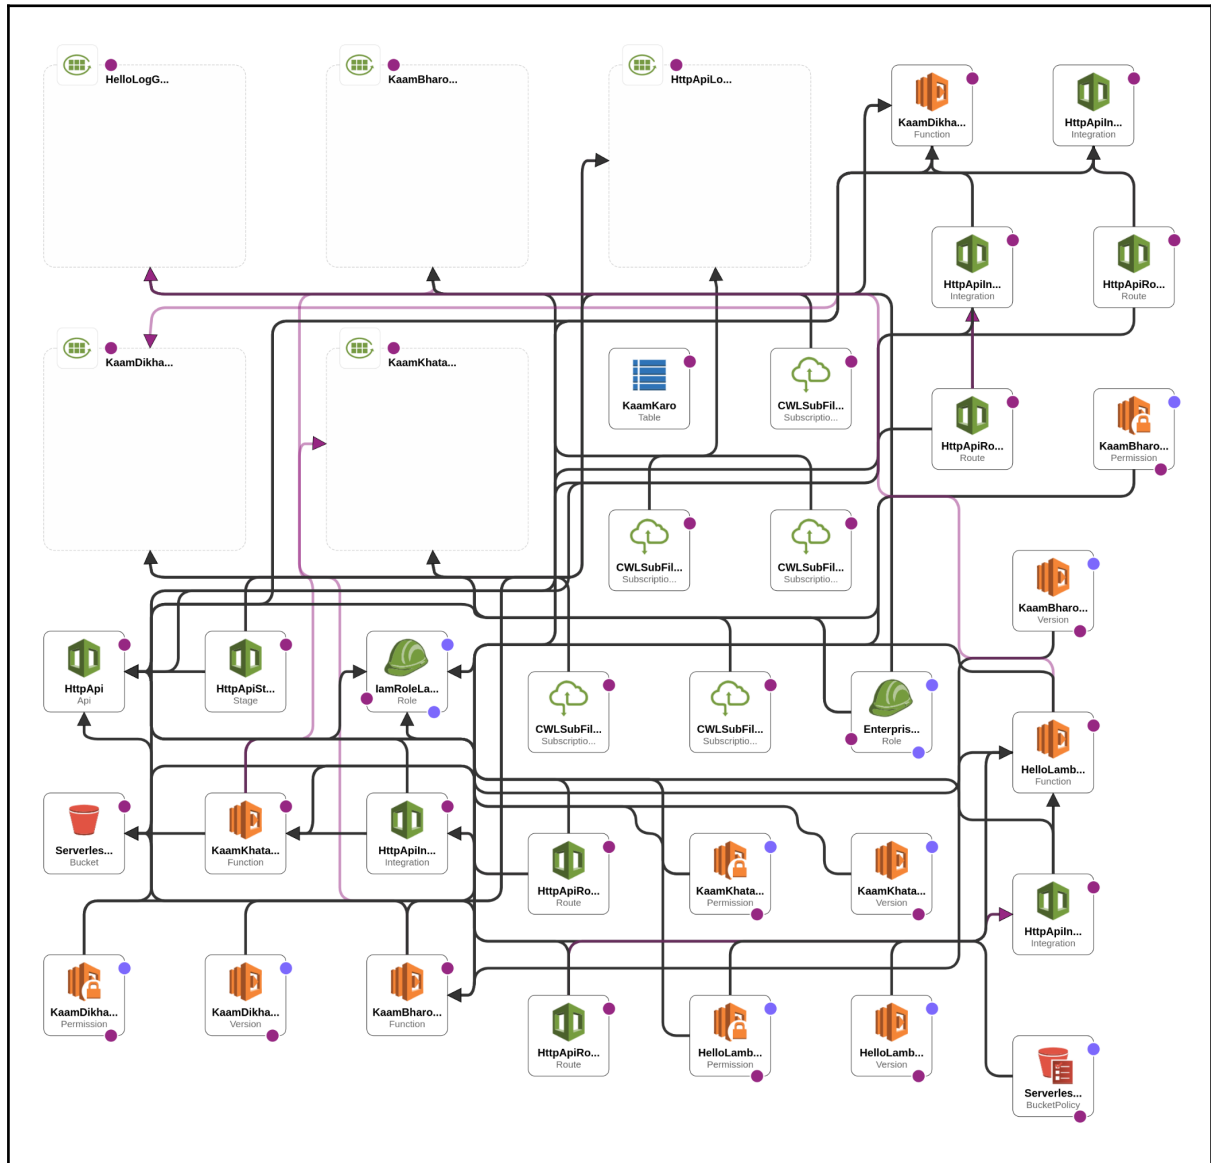 HelloLogG...
KaamBharo...
HttpApiLo...
KaamDikha...
Function
HttpApiIn...
Integration
HttpApiIn...
Integration
HttpApiRo...
Route
KaamDikha...
KaamKhata...
KaamKaro
Table
CWLSubFil...
Subscriptio...
HttpApiRo...
Route
KaamBharo...
Permission
CWLSubFil...
Subscriptio...
CWLSubFil...
Subscriptio...
KaamBharo...
Version
HttpApi
Api
HttpApiSt...
Stage
IamRoleLa...
Role
CWLSubFil...
Subscriptio...
CWLSubFil...
Subscriptio...
Enterpris...
Role
HelloLamb...
Function
Serverles...
Bucket
KaamKhata...
Function
HttpApiIn...
Integration
HttpApiRo...
Route
KaamKhata...
Permission
KaamKhata...
Version
HttpApiIn...
Integration
KaamDikha...
Permission
KaamDikha...
Version
KaamBharo...
Function
HttpApiRo...
Route
HelloLamb...
Permission
HelloLamb...
Version
Serverles...
BucketPolicy